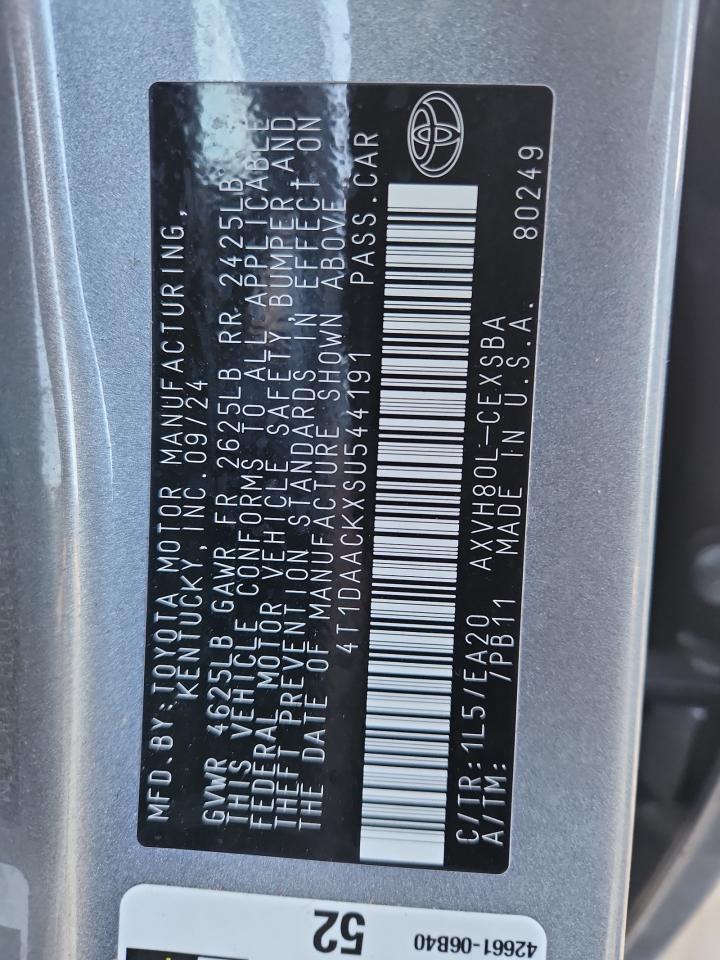 MFD.BY:TOYOTA MOTOR MANUFACTURING,
KENTUCKY, INC.09/24
GVWR 4625LB GAWR FR 2625LB RR 2425LB
THIS VEHICLE CONFORMS TO ALL APPLICABLE
FEDERAL MOTOR VEHICLE SAFETY,BUMPER,AND
THEFT PREVENTION STANDARDS IN EFFECT ON
THE DATE OF MANUFACTURE SHOWN ABOVE.
4T1DAACKXSU544191 PASS.CAR
C/TR:1L5/EA20 AXVH80L-CEXSBA
A/TM: /PB11 MADE IN U.S.A. 80249
52
42661-06B40